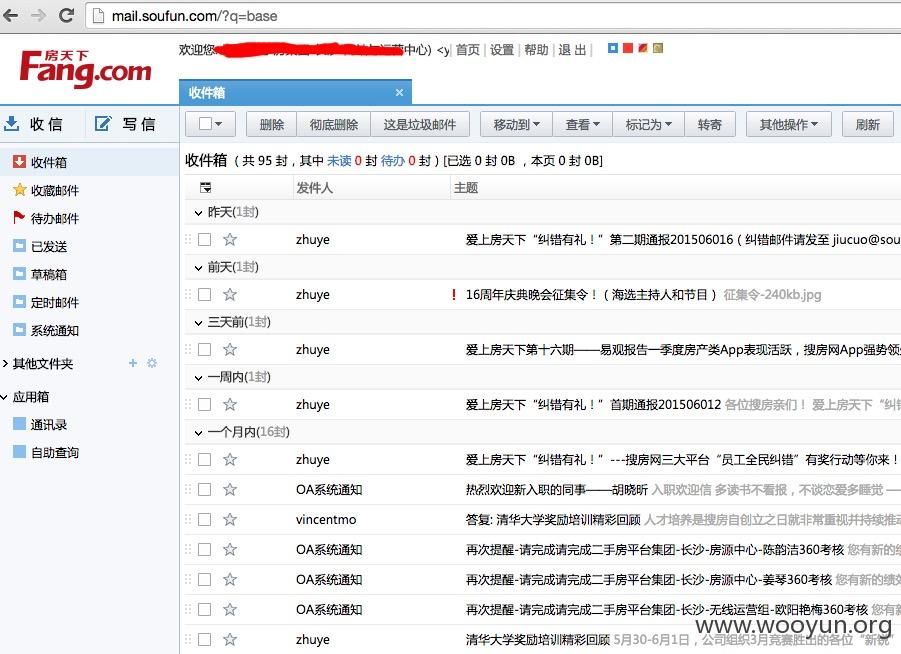 mail.soufun.com/?q=base
房天下
Fang.com
欢迎您 中心) <y 首页 | 设置 | 帮助 | 退 出 |
收件箱 ×
收 信 写 信
删除 彻底删除 这是垃圾邮件 移动到 查看 标记为 转寄 其他操作 刷新
收件箱
收藏邮件
待办邮件
已发送
草稿箱
定时邮件
系统通知
其他文件夹 +
应用箱
通讯录
自助查询
收件箱 ( 共 95 封，其中 未读 0 封 待办 0 封 ) [已选 0 封 0B ，本页 0 封 0B]
发件人 主题
昨天(1封)
zhuye 爱上房天下“纠错有礼！”第二期通报201506016 ( 纠错邮件请发至 jiucuo@sou
前天(1封)
zhuye ! 16周年庆典晚会征集令！( 海选主持人和节目 ) 征集令-240kb.jpg
三天前(1封)
zhuye 爱上房天下第十六期——易观报告一季度房产类App表现活跃，搜房网App强势领
一周内(1封)
zhuye 爱上房天下“纠错有礼！”首期通报201506012 各位搜房亲们！ 爱上房天下“纠
一个月内(16封)
zhuye 爱上房天下“纠错有礼！”---搜房网三大平台“员工全民纠错”有奖行动等你来！
OA系统通知 热烈欢迎新入职的同事——胡晓昕 入职欢迎信 多读书不看报，不谈恋爱多睡觉 —
vincentmo 答复: 清华大学奖励培训精彩回顾 人才培养是搜房自创立之日就非常重视并持续推
OA系统通知 再次提醒-请完成请完成二手房平台集团-长沙-房源中心-陈韵洁360考核 您有新的绩
OA系统通知 再次提醒-请完成请完成二手房平台集团-长沙-房源中心-姜琴360考核 您有新的绩效
OA系统通知 再次提醒-请完成请完成二手房平台集团-长沙-无线运营组-欧阳艳梅360考核 您有新
zhuye 清华大学奖励培训精彩回顾 5月30-6月1日，公司组织3月竞赛胜出的各位“新锐”
www.wooyun.org